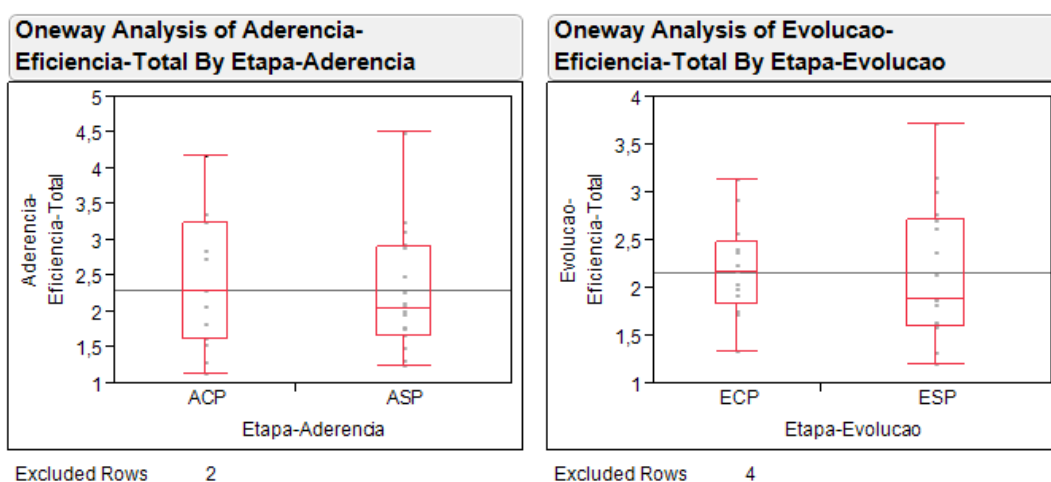 Oneway Analysis of Aderencia-
Eficiencia-Total By Etapa-Aderencia
Aderencia-
Eficiencia-Total
5
4,5
4
3,5
3
2,5
2
1,5
1
ACP
ASP
Etapa-Aderencia
Excluded Rows 2
Oneway Analysis of Evolucao-
Eficiencia-Total By Etapa-Evolucao
Evolucao-
Eficiencia-Total
4
3,5
3
2,5
2
1,5
1
ECP
ESP
Etapa-Evolucao
Excluded Rows 4